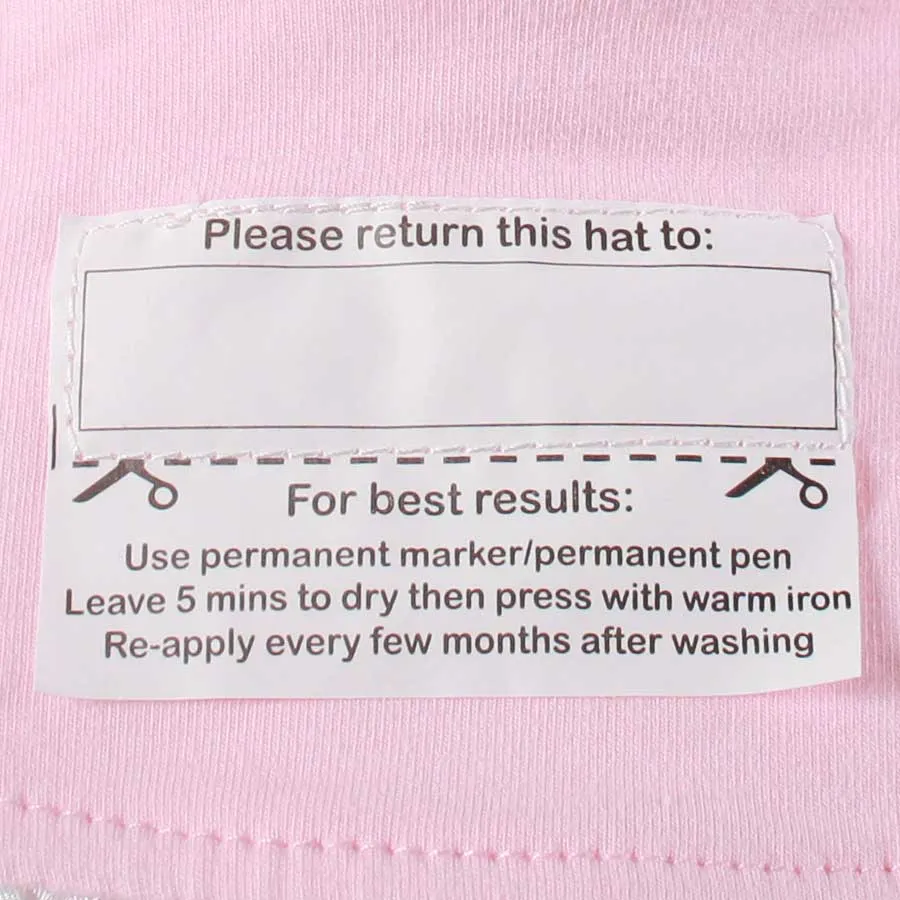 Please return this hat to:
For best results:
Use permanent marker/permanent pen
Leave 5 mins to dry then press with warm iron
Re-apply every few months after washing